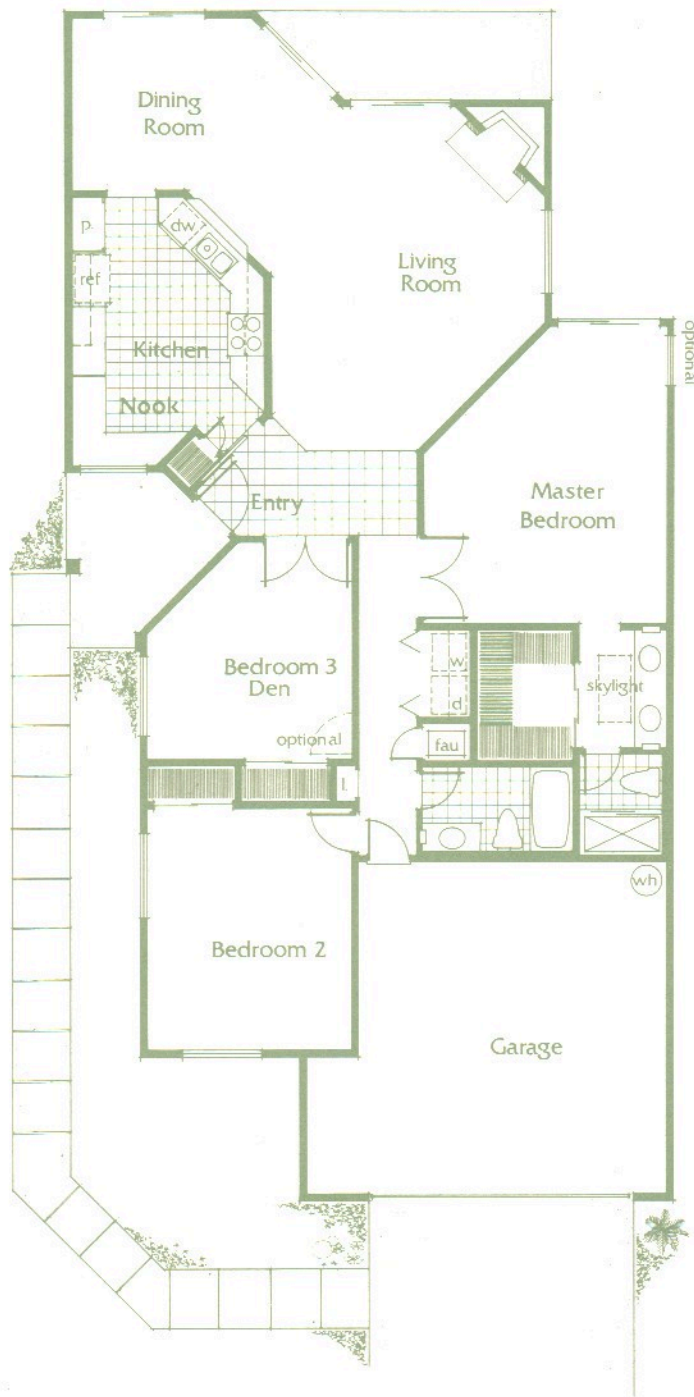 Dining
Room
p.
dw
ref
Living
Room
Kitchen
optional
Nook
Entry
Master
Bedroom
Bedroom 3
Den
w
skylight
d
optional
fau
L
wh
Bedroom 2
Garage